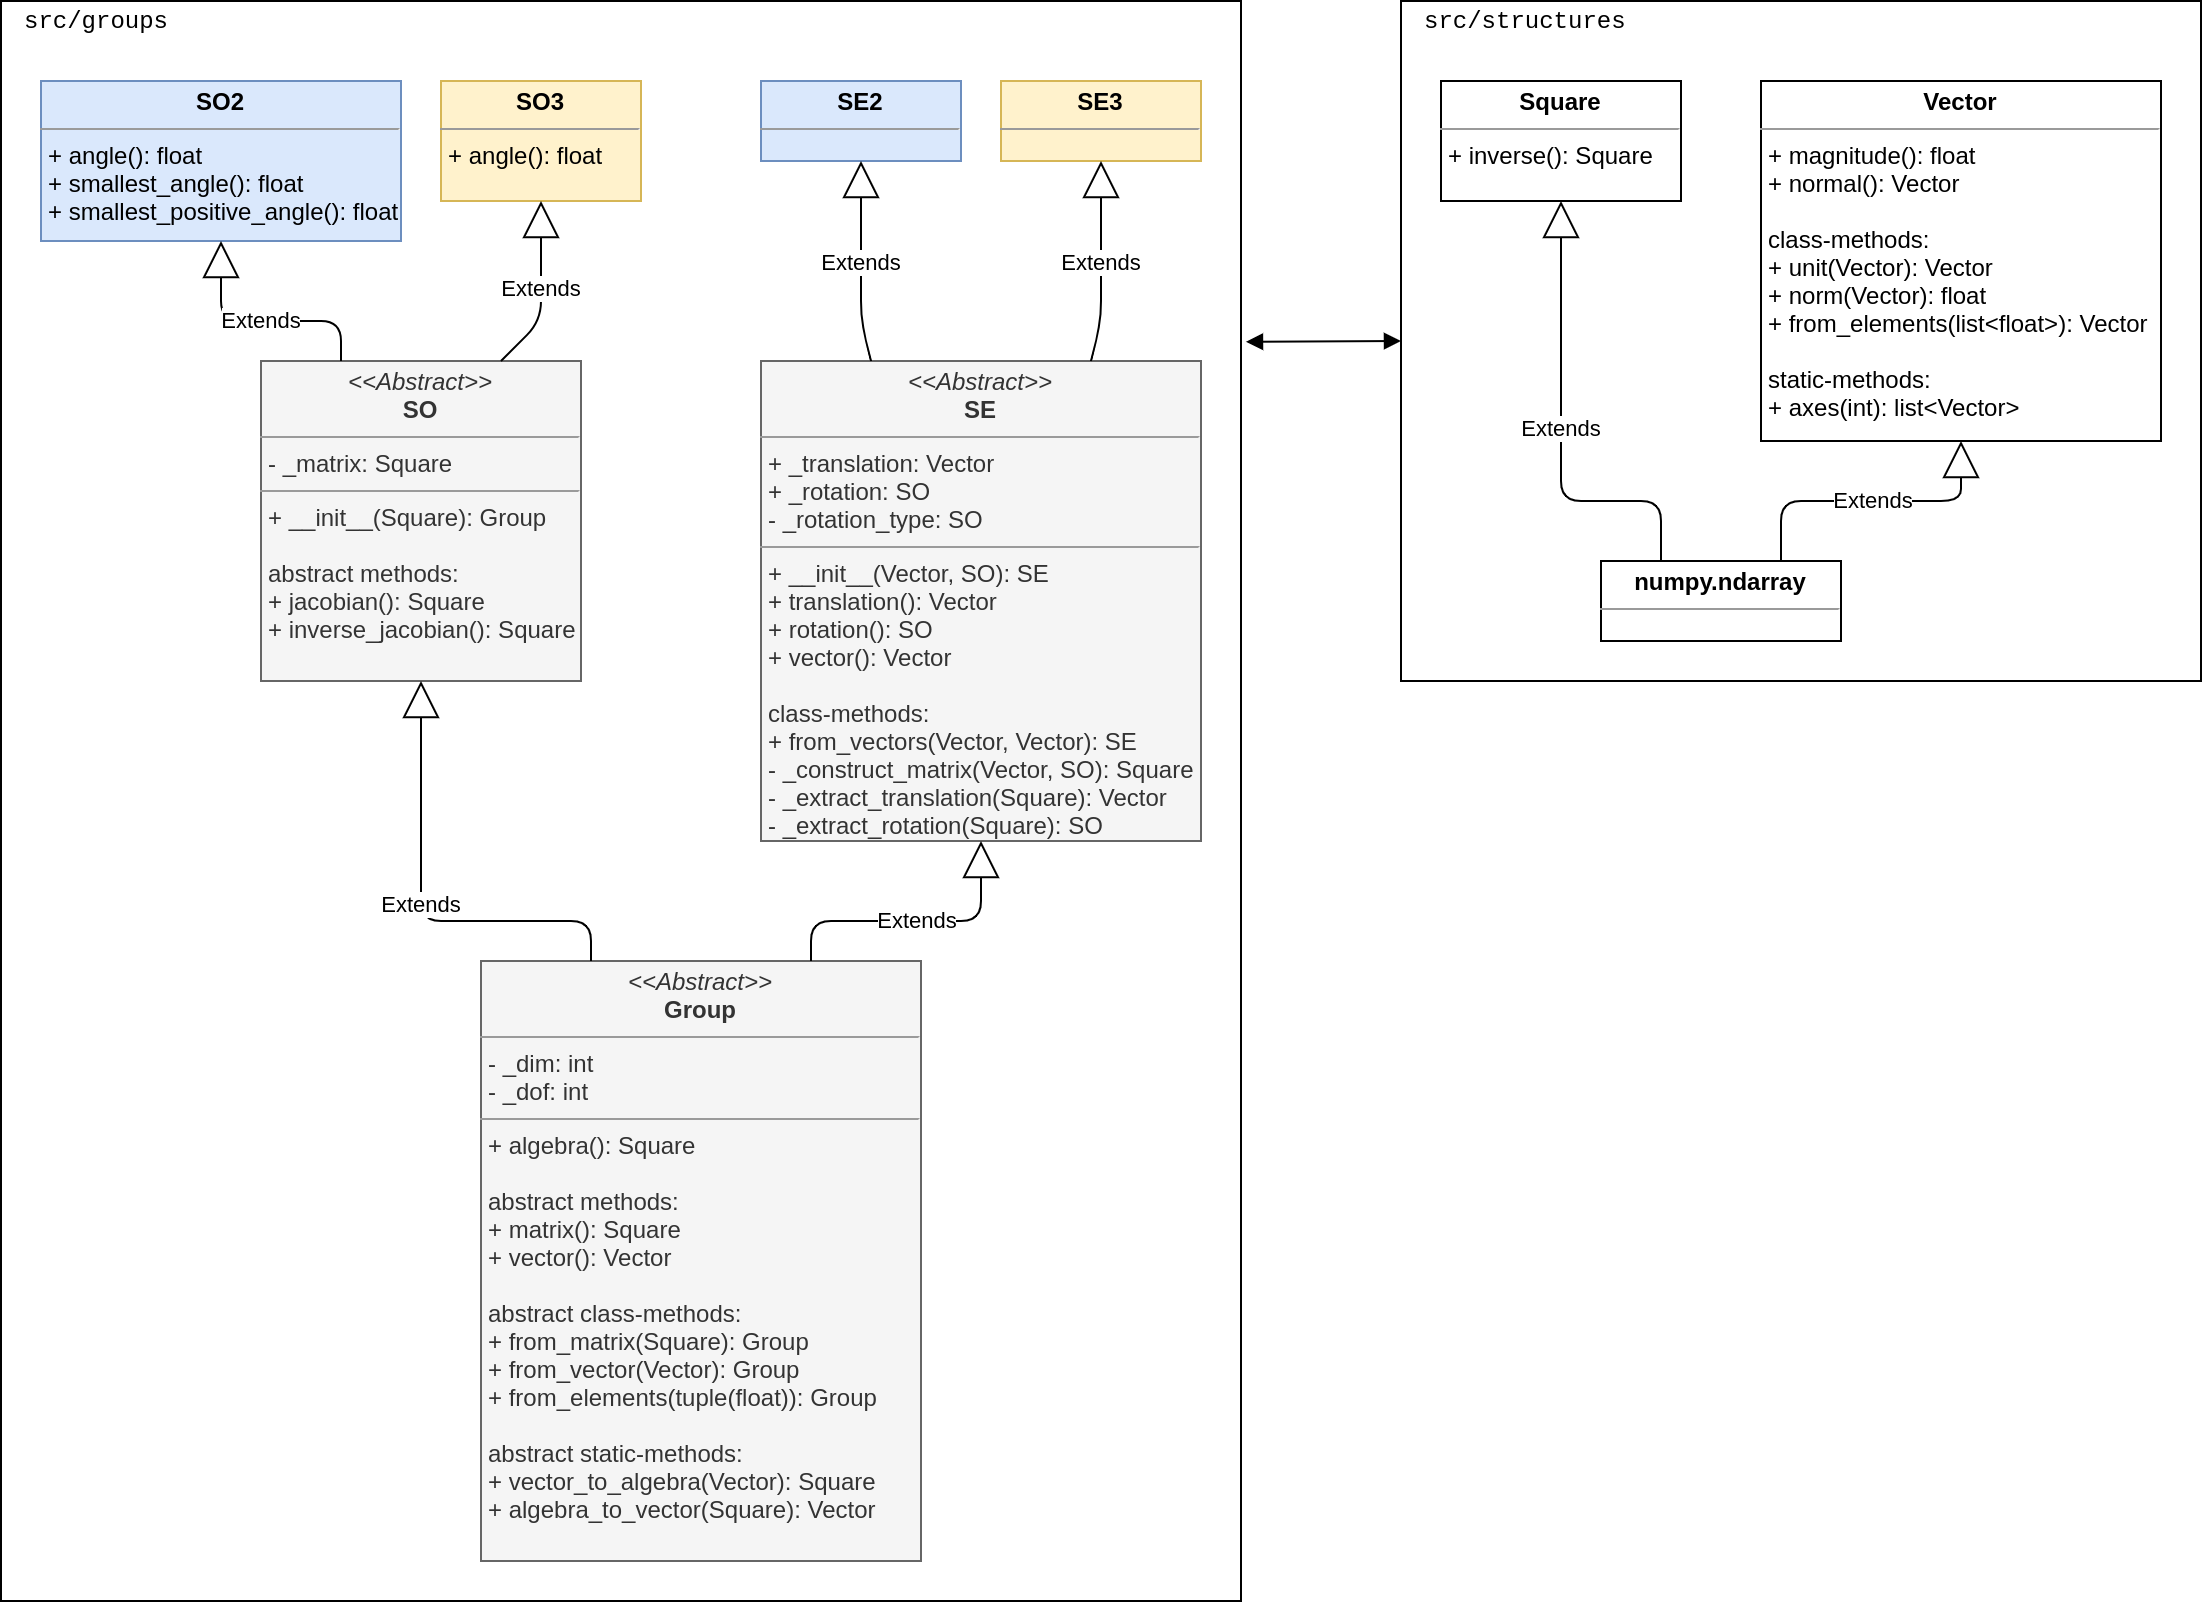 src/groups
SO2
+ angle(): float
+ smallest_angle(): float
+ smallest_positive_angle(): float
SO3
+ angle(): float
SE2
SE3
Extends
Extends
Extends
Extends
<<Abstract>>
SO
- _matrix: Square
+ __init__(Square): Group
abstract methods:
+ jacobian(): Square
+ inverse_jacobian(): Square
<<Abstract>>
SE
+ _translation: Vector
+ _rotation: SO
- _rotation_type: SO
+ __init__(Vector, SO): SE
+ translation(): Vector
+ rotation(): SO
+ vector(): Vector
class-methods:
+ from_vectors(Vector, Vector): SE
- _construct_matrix(Vector, SO): Square
- _extract_translation(Square): Vector
- _extract_rotation(Square): SO
Extends
Extends
<<Abstract>>
Group
- _dim: int
- _dof: int
+ algebra(): Square
abstract methods:
+ matrix(): Square
+ vector(): Vector
abstract class-methods:
+ from_matrix(Square): Group
+ from_vector(Vector): Group
+ from_elements(tuple(float)): Group
abstract static-methods:
+ vector_to_algebra(Vector): Square
+ algebra_to_vector(Square): Vector
src/structures
Square
+ inverse(): Square
Vector
+ magnitude(): float
+ normal(): Vector
class-methods:
+ unit(Vector): Vector
+ norm(Vector): float
+ from_elements(list<float>): Vector
static-methods:
+ axes(int): list<Vector>
Extends
Extends
numpy.ndarray